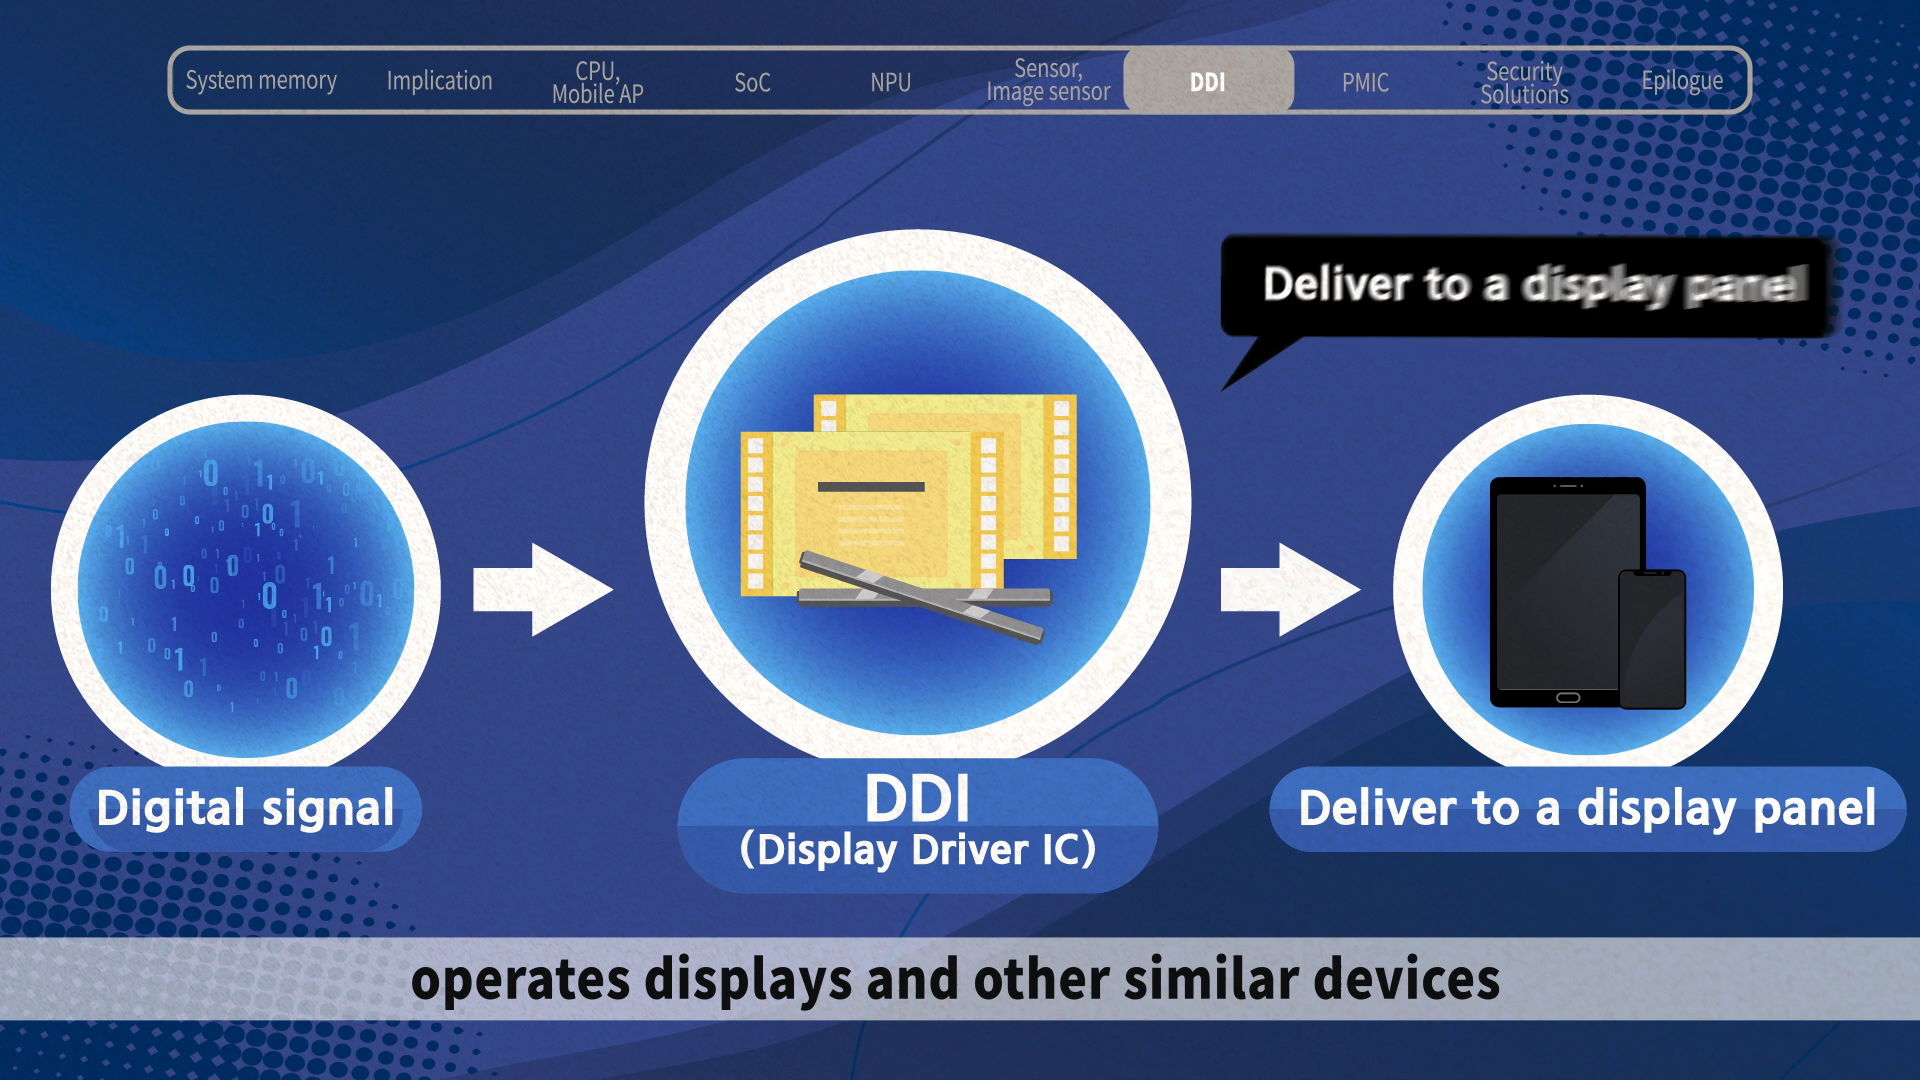 System memory
Implication
CPU,
Mobile AP
SoC
NPU
Sensor,
Image sensor
DDI
PMIC
Security
Solutions
Epilogue
Deliver to a display panel
Digital signal
DDI
(Display Driver IC)
Deliver to a display panel
operates displays and other similar devices